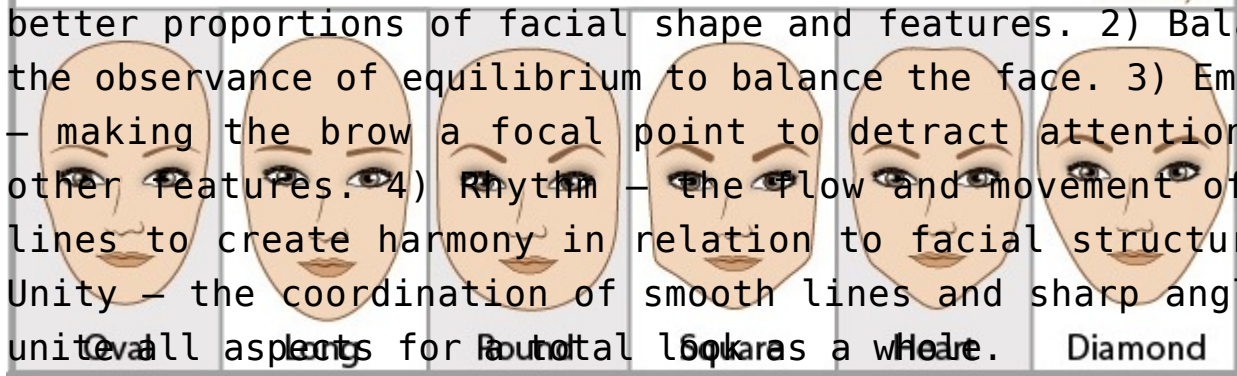 better proportions of facial shape and features. 2) Bala
the observance of equilibrium to balance the face. 3) Em
– making the brow a focal point to detract attention
other features. 4) Rhythm – the flow and movement of
lines to create harmony in relation to facial structur
Unity – the coordination of smooth lines and sharp angl
unite all aspects for a total look as a whole.
Oval Long Round Square Heart Diamond